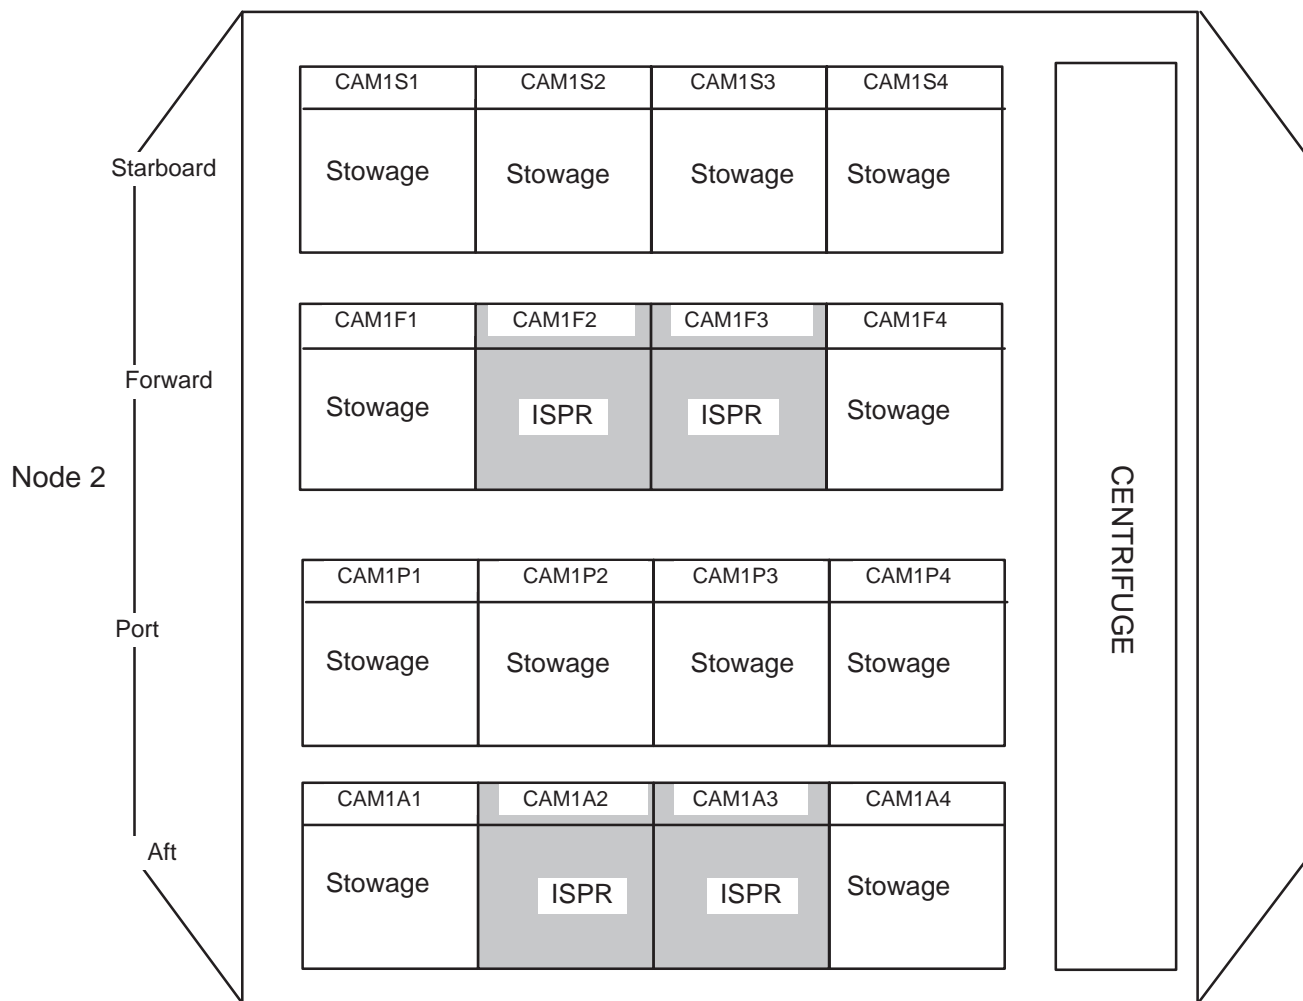 CAM1S1 CAM1S2 CAM1S3 CAM1S4
Starboard
Stowage Stowage Stowage Stowage
CAM1F1 CAM1F2 CAM1F3 CAM1F4
Forward
Stowage ISPR ISPR Stowage
Node 2
CENTRIFUGE
CAM1P1 CAM1P2 CAM1P3 CAM1P4
Port
Stowage Stowage Stowage Stowage
CAM1A1 CAM1A2 CAM1A3 CAM1A4
Aft
Stowage ISPR ISPR Stowage